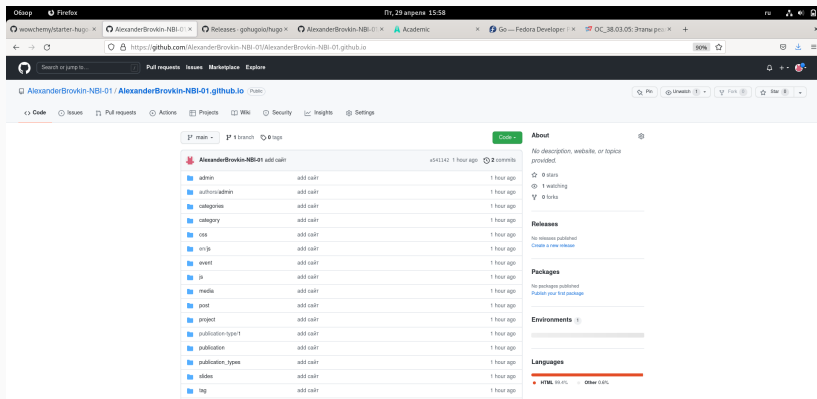 Обзор Firefox Пт, 29 апреля 15:58 ru
wowchemy/starter-hugo- AlexanderBrovkin-NBI-01/ Releases · gohugoio/hugo AlexanderBrovkin-NBI-01 Academic Go — Fedora Developer ОС_38.03.05: Этапы реа
https://github.com/AlexanderBrovkin-NBI-01/AlexanderBrovkin-NBI-01.github.io 90%
Search or jump to... / Pull requests Issues Marketplace Explore
AlexanderBrovkin-NBI-01 / AlexanderBrovkin-NBI-01.github.io Public Pin Unwatch 1 Fork 0 Star 0
Code Issues Pull requests Actions Projects Wiki Security Insights Settings
main 1 branch 0 tags Code
AlexanderBrovkin-NBI-01 add сайт a541142 1 hour ago 2 commits
admin add сайт 1 hour ago
authors/admin add сайт 1 hour ago
categories add сайт 1 hour ago
category add сайт 1 hour ago
css add сайт 1 hour ago
en/js add сайт 1 hour ago
event add сайт 1 hour ago
js add сайт 1 hour ago
media add сайт 1 hour ago
post add сайт 1 hour ago
project add сайт 1 hour ago
publication-type/1 add сайт 1 hour ago
publication add сайт 1 hour ago
publication_types add сайт 1 hour ago
slides add сайт 1 hour ago
tag add сайт 1 hour ago
About
No description, website, or topics
provided.
0 stars
1 watching
0 forks
Releases
No releases published
Create a new release
Packages
No packages published
Publish your first package
Environments 1
Languages
HTML 99.4% Other 0.6%